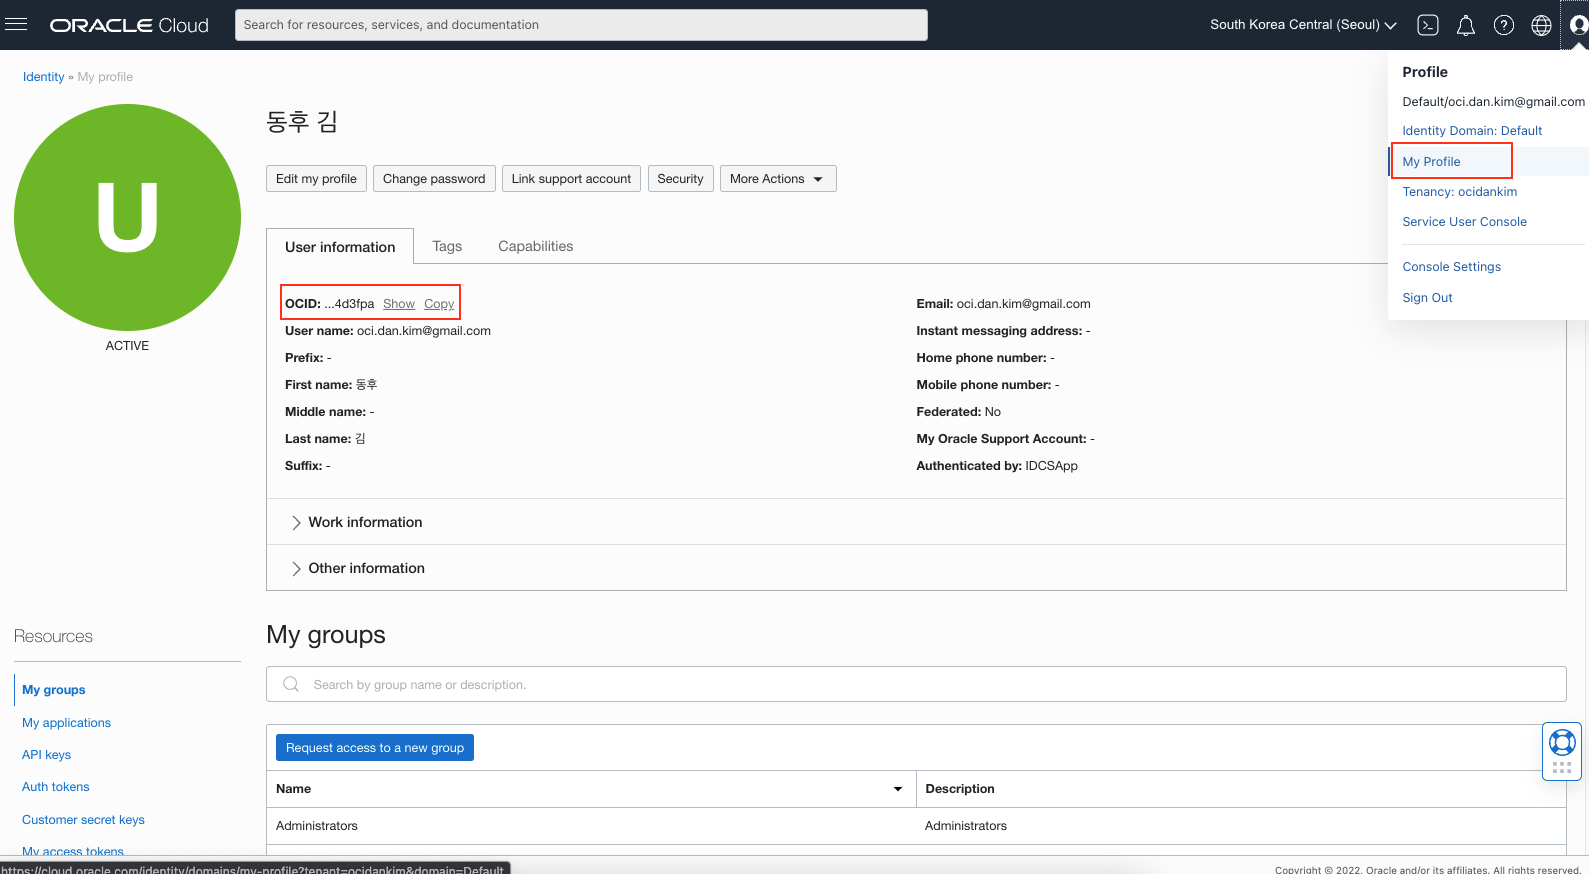 ORACLE Cloud
Search for resources, services, and documentation
South Korea Central (Seoul)
Identity » My profile
Profile
Default/oci.dan.kim@gmail.com
Identity Domain: Default
My Profile
Tenancy: ocidankim
Service User Console
Console Settings
Sign Out
U
ACTIVE
동후 김
Edit my profile Change password Link support account Security More Actions
User information Tags Capabilities
OCID: ...4d3fpa Show Copy
User name: oci.dan.kim@gmail.com
Prefix: -
First name: 동후
Middle name: -
Last name: 김
Suffix: -
Email: oci.dan.kim@gmail.com
Instant messaging address: -
Home phone number: -
Mobile phone number: -
Federated: No
My Oracle Support Account: -
Authenticated by: IDCSApp
Work information
Other information
Resources
My groups
My applications
API keys
Auth tokens
Customer secret keys
My access tokens
My groups
Search by group name or description.
Request access to a new group
Name Description
Administrators Administrators
https://cloud.oracle.com/identity/domains/my-profile?tenant=ocidankim&domain=Default
Copyright © 2022, Oracle and/or its affiliates. All rights reserved.